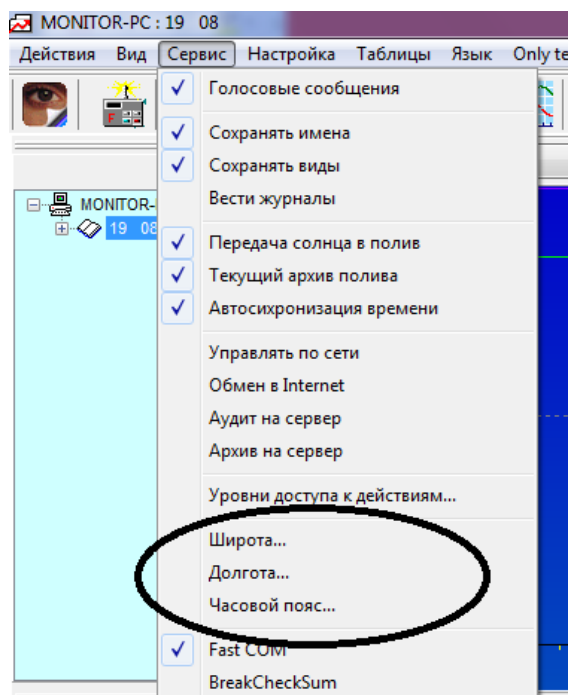 MONITOR-PC : 19 08
Действия Вид Сервис Настройка Таблицы Язык Only te
Голосовые сообщения
F
Сохранять имена
Сохранять виды
Вести журналы
MONITOR-
19 08
Передача солнца в полив
Текущий архив полива
Автосихронизация времени
Управлять по сети
Обмен в Internet
Аудит на сервер
Архив на сервер
Уровни доступа к действиям...
Широта...
Долгота...
Часовой пояс...
Fast COM
BreakCheckSum